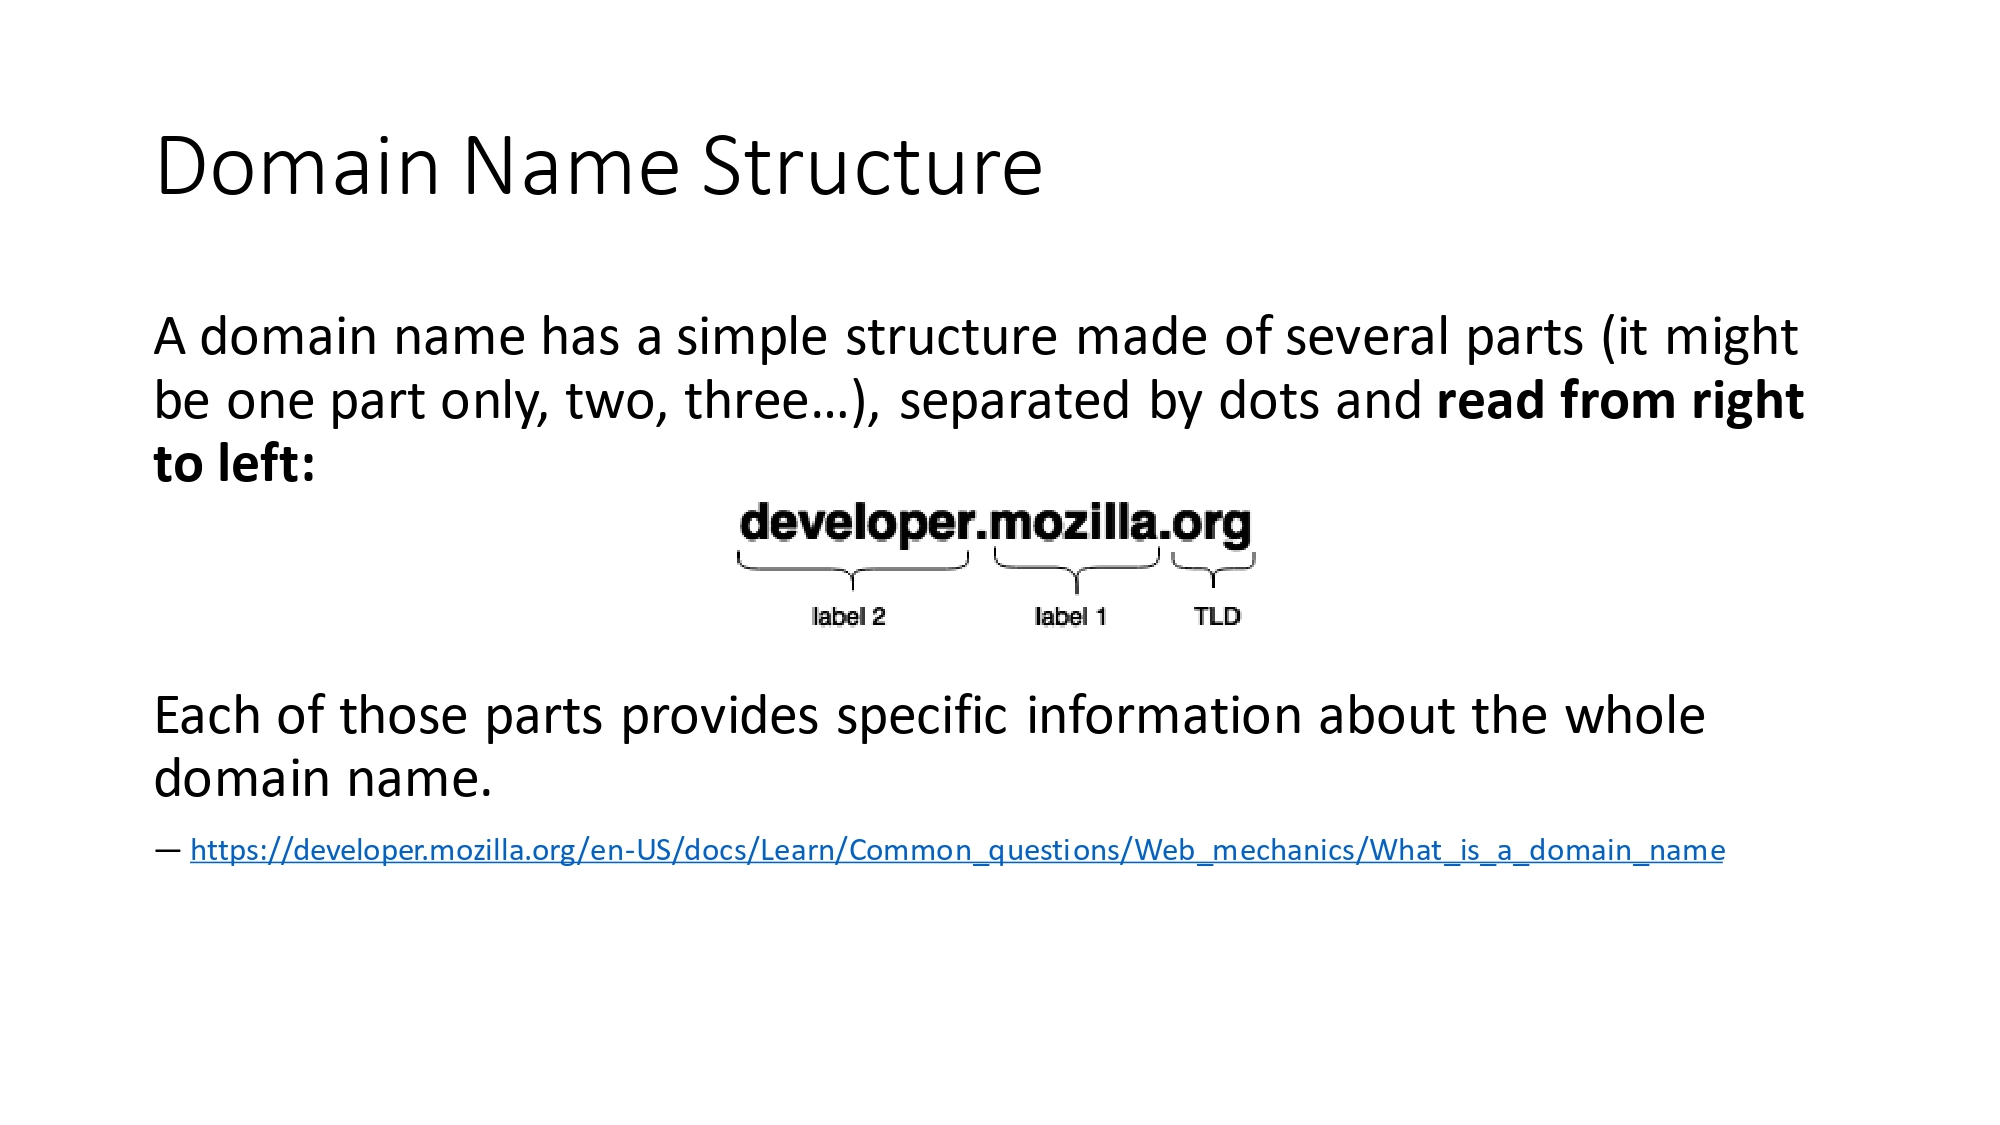 Domain Name Structure
A domain name has a simple structure made of several parts (it might
be one part only, two, three…), separated by dots and read from right
to left:
developer.mozilla.org
label 2 label 1 TLD
Each of those parts provides specific information about the whole
domain name.
— https://developer.mozilla.org/en-US/docs/Learn/Common_questions/Web_mechanics/What_is_a_domain_name